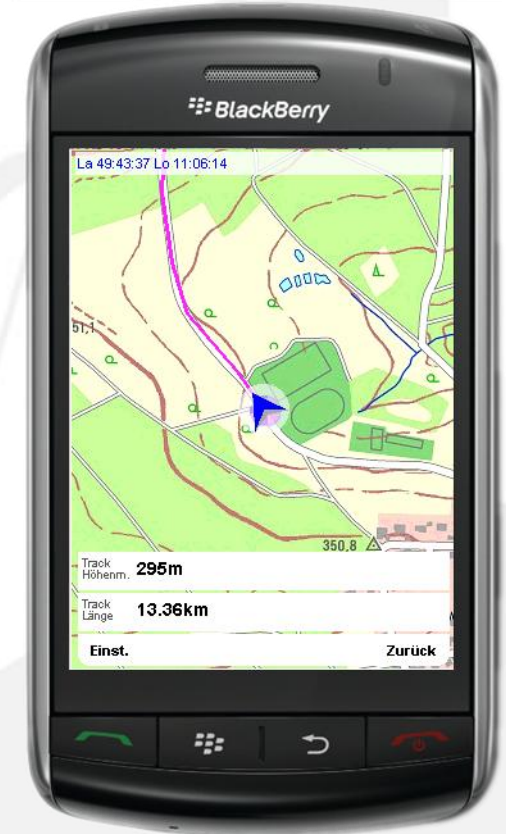 BlackBerry
La 49:43:37 Lo 11:06:14
51,1
350,8
Track
Höhenm. 295m
Track
Länge 13.36km
Einst. Zurück